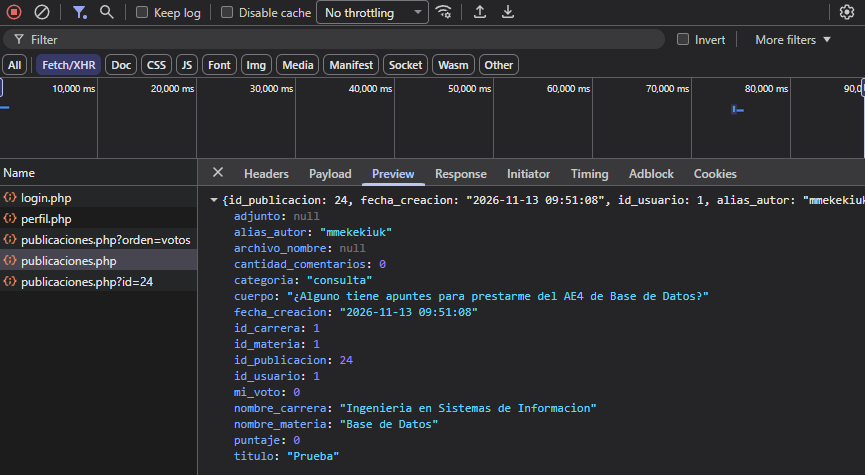 Keep log Disable cache No throttling
Filter Invert More filters
All Fetch/XHR Doc CSS JS Font Img Media Manifest Socket Wasm Other
10,000 ms 20,000 ms 30,000 ms 40,000 ms 50,000 ms 60,000 ms 70,000 ms 80,000 ms 90,0
Name
login.php
perfil.php
publicaciones.php?orden=votos
publicaciones.php
publicaciones.php?id=24
Headers Payload Preview Response Initiator Timing Adblock Cookies
{id_publicacion: 24, fecha_creacion: "2026-11-13 09:51:08", id_usuario: 1, alias_autor: "mmekekiuk
adjunto: null
alias_autor: "mmekekiuk"
archivo_nombre: null
cantidad_comentarios: 0
categoria: "consulta"
cuerpo: "¿Alguno tiene apuntes para prestarme del AE4 de Base de Datos?"
fecha_creacion: "2026-11-13 09:51:08"
id_carrera: 1
id_materia: 1
id_publicacion: 24
id_usuario: 1
mi_voto: 0
nombre_carrera: "Ingenieria en Sistemas de Informacion"
nombre_materia: "Base de Datos"
puntaje: 0
titulo: "Prueba"